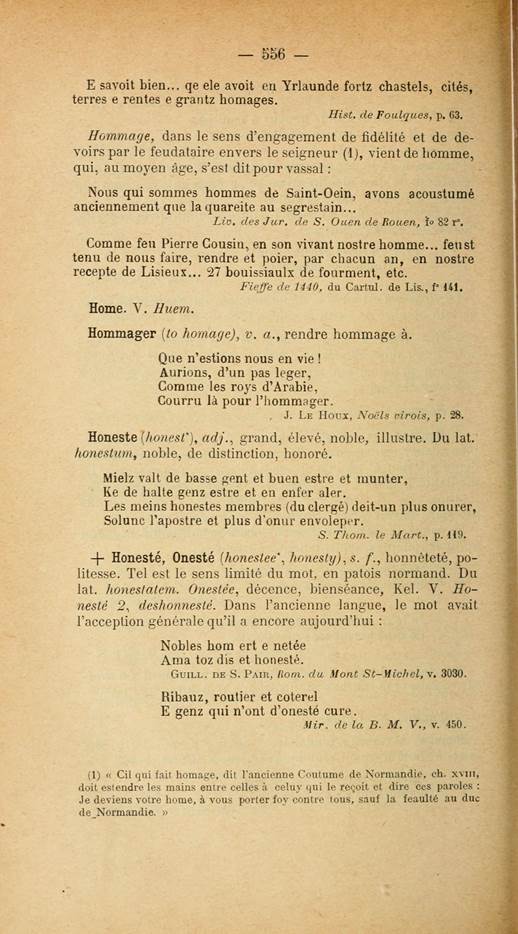 — 556 —
E savoit bien... qe ele avoit en Yrlaunde fortz chastels, cités,
terres e rentes e grantz homages.
Hist. de Foulques, p. 63.
Hommage, dans le sens d'engagement de fidélité et de de-
voirs par le feudataire envers le seigneur (1), vient de homme,
qui, au moyen âge, s'est dit pour vassal :
Nous qui sommes hommes de Saint-Oein, avons acoustumé
anciennement que la quareite au segrestain...
Liv. des Jur. de S. Ouen de Rouen, fo 82 ro.
Comme feu Pierre Cousin, en son vivant nostre homme... feust
tenu de nous faire, rendre et poier, par chacun an, en nostre
recepte de Lisieux... 27 bouissiaulx de fourment, etc.
Fieffe de 1440, du Cartul. de Lis., fo 141.
Home. V. Huem.
Hommager (to homage), v. a., rendre hommage à.
Que n'estions nous en vie !
Aurions, d'un pas leger,
Comme les roys d'Arabie,
Courru là pour l'hommager.
J. Le Houx, Noëls virois, p. 28.
Honeste (honest*), adj., grand, élevé, noble, illustre. Du lat.
honestum, noble, de distinction, honoré.
Mielz valt de basse gent et buen estre et munter,
Ke de halte genz estre et en enfer aler.
Les meins honestes membres (du clergé) deit-un plus onurer,
Solunc l'apostre et plus d'onur envoleper.
S. Thom. le Mart., p. 119.
+ Honesté, Onesté (honestee*, honesty), s. f., honnêteté, po-
litesse. Tel est le sens limité du mot, en patois normand. Du
lat. honestatem. Onestée, décence, bienséance, Kel. V. Ho-
nesté 2, deshonnesté. Dans l'ancienne langue, le mot avait
l'acception générale qu'il a encore aujourd'hui :
Nobles hom ert e netée
Ama toz dis et honesté.
Guill. de S. Pair, Rom. du Mont St-Michel, v. 3030.
Ribauz, routier et coterel
E genz qui n'ont d'onesté cure.
Mir. de la B. M. V., v. 450.
(1) « Cil qui fait homage, dit l'ancienne Coutume de Normandie, ch. xviii,
doit estendre les mains entre celles à celuy qui le reçoit et dire ces paroles :
Je deviens votre home, à vous porter foy contre tous, sauf la feaulté au duc
de Normandie. »